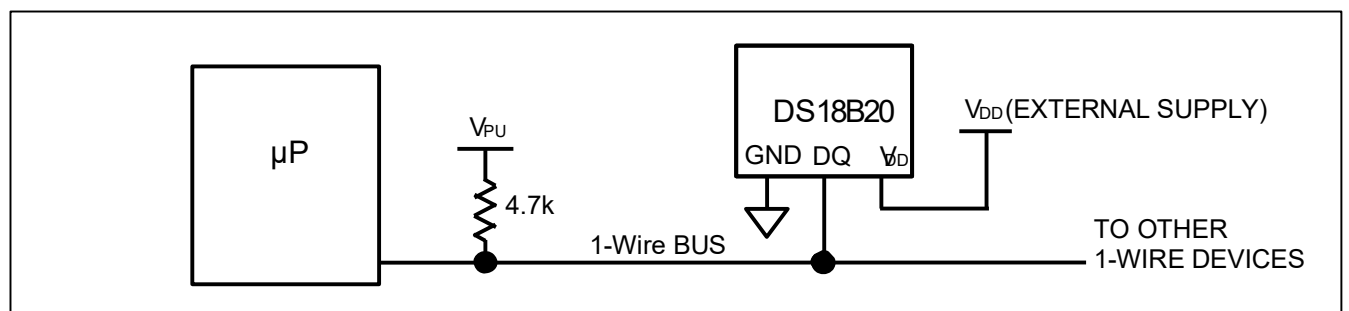 DS18B20
VDD (EXTERNAL SUPPLY)
VPU
µP
GND DQ VDD
4.7k
1-Wire BUS
TO OTHER
1-WIRE DEVICES